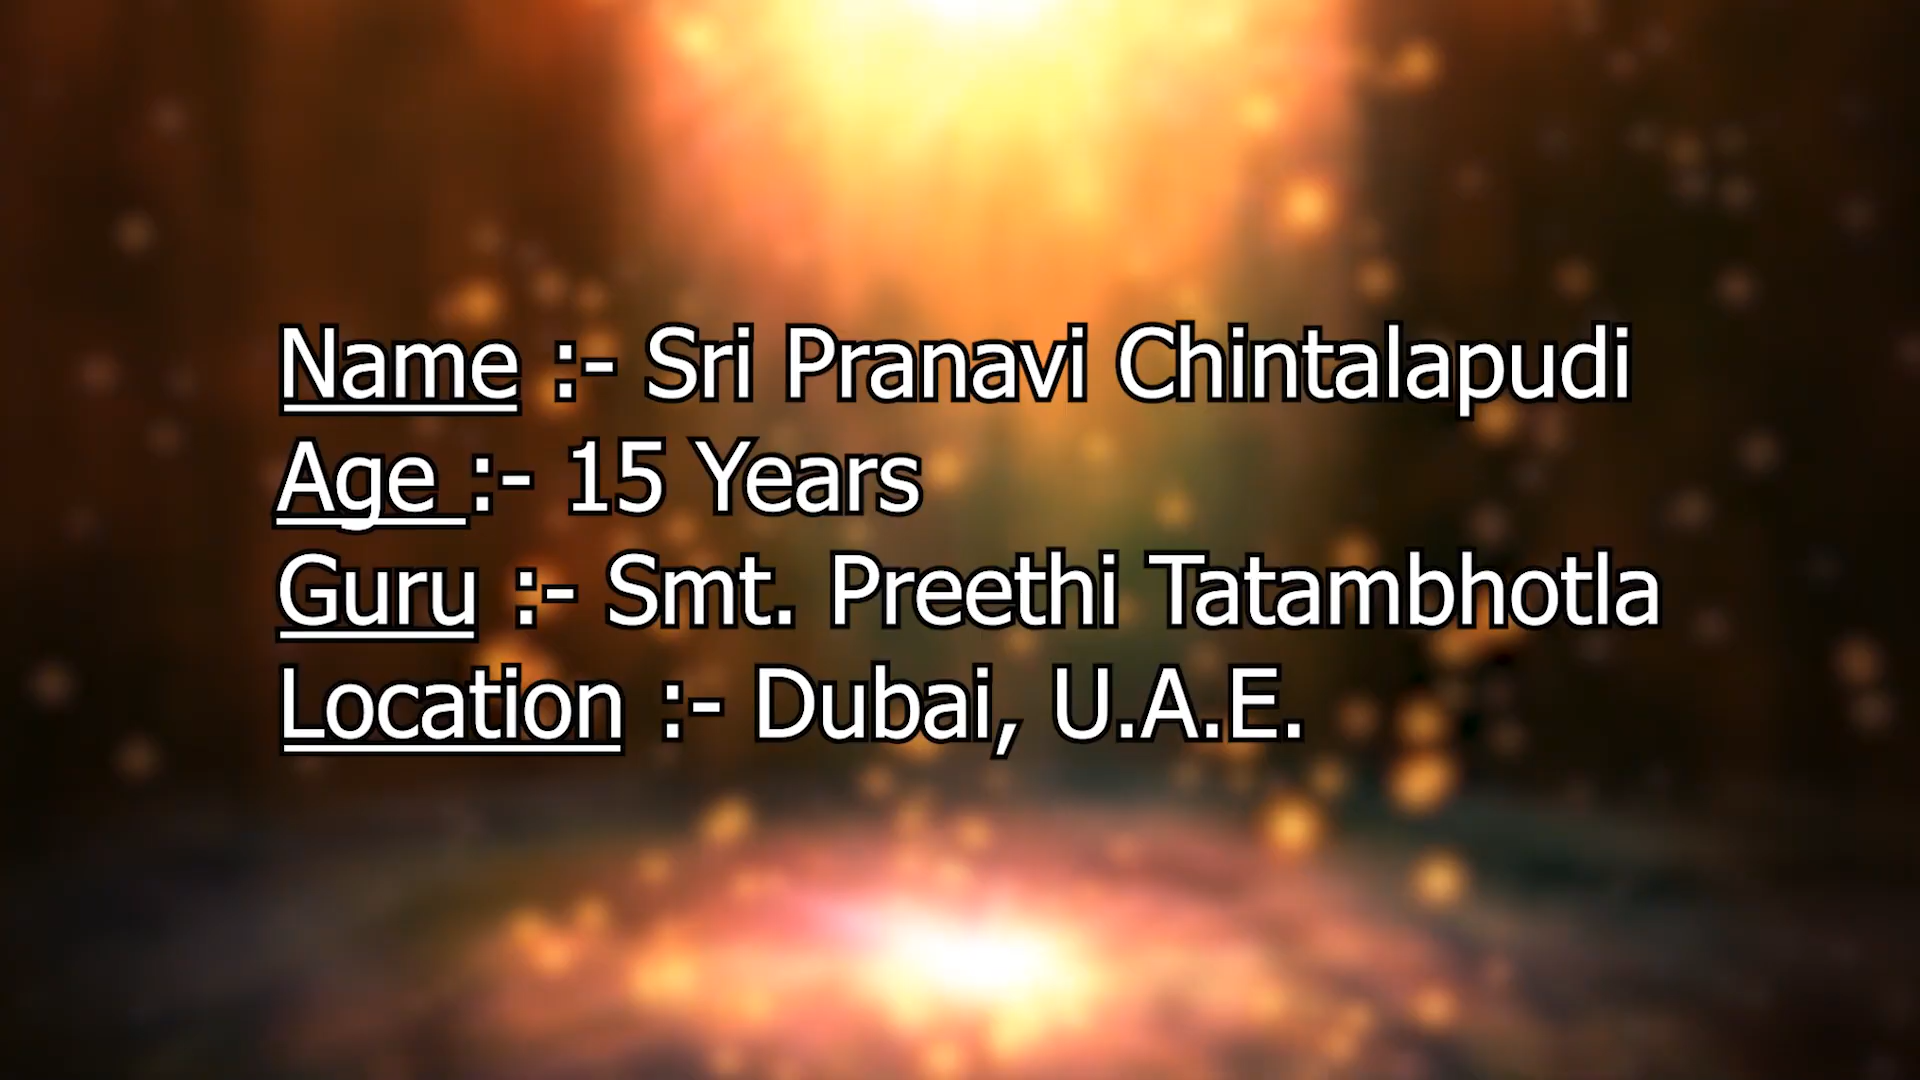 Name :- Sri Pranavi Chintalapudi
Age :- 15 Years
Guru :- Smt. Preethi Tatambhotla
Location :- Dubai, U.A.E.